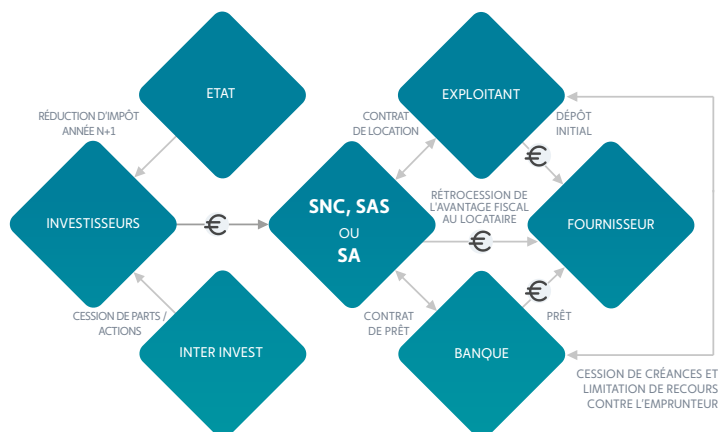 ETAT
EXPLOITANT
RÉDUCTION D'IMPÔT
ANNÉE N+1
CONTRAT
DE LOCATION
DÉPÔT
INITIAL
€
INVESTISSEURS
€
SNC, SAS
OU
SA
RÉTROCESSION DE
L'AVANTAGE FISCAL
AU LOCATAIRE
€
FOURNISSEUR
€
CESSION DE PARTS /
ACTIONS
CONTRAT
DE PRÊT
PRÊT
INTER INVEST
BANQUE
CESSION DE CRÉANCES ET
LIMITATION DE RECOURS
CONTRE L'EMPRUNTEUR